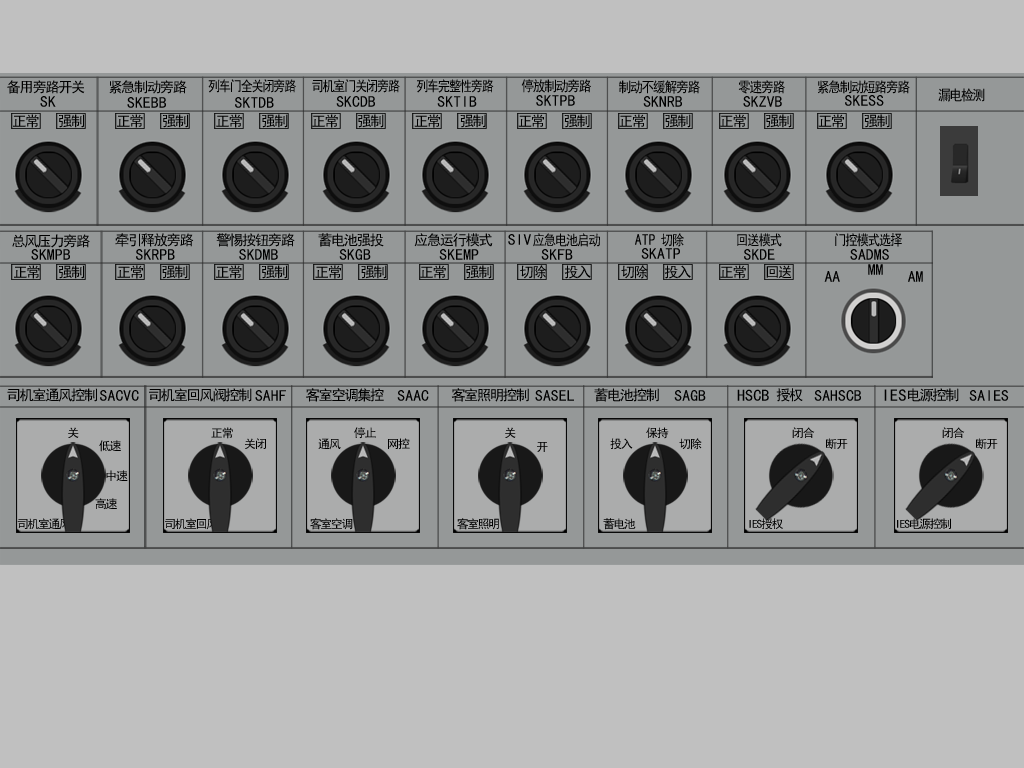 备用旁路开关 紧急制动旁路 列车门全关闭旁路 司机室门关闭旁路 列车完整性旁路 停放制动旁路 制动不缓解旁路 零速旁路 紧急制动短路旁路 漏电检测
SK SKEBB SKTDB SKCDB SKTIB SKTPB SKNRB SKZVB SKESS
正常 强制 正常 强制 正常 强制 正常 强制 正常 强制 正常 强制 正常 强制 正常 强制 正常 强制
总风压力旁路 牵引释放旁路 警惕按钮旁路 蓄电池强投 应急运行模式 SIV应急电池启动 ATP 切除 回送模式 门控模式选择
SKMPB SKRPB SKDMB SKGB SKEMP SKFB SKATP SKDE SADMS
正常 强制 正常 强制 正常 强制 正常 强制 正常 强制 切除 投入 切除 投入 正常 回送 AA MM AM
司机室通风控制SACVC 司机室回风阀控制 SAHF 客室空调集控 SAAC 客室照明控制 SASEL 蓄电池控制 SAGB HSCB 授权 SAHSCB IES电源控制 SAIES
关 正常 停止 关 保持 闭合 闭合
低速 关闭 通风 网控 开 投入 切除 断开 断开
中速
高速
司机室通风 司机室回风 客室空调 客室照明 蓄电池 IES授权 IES电源控制